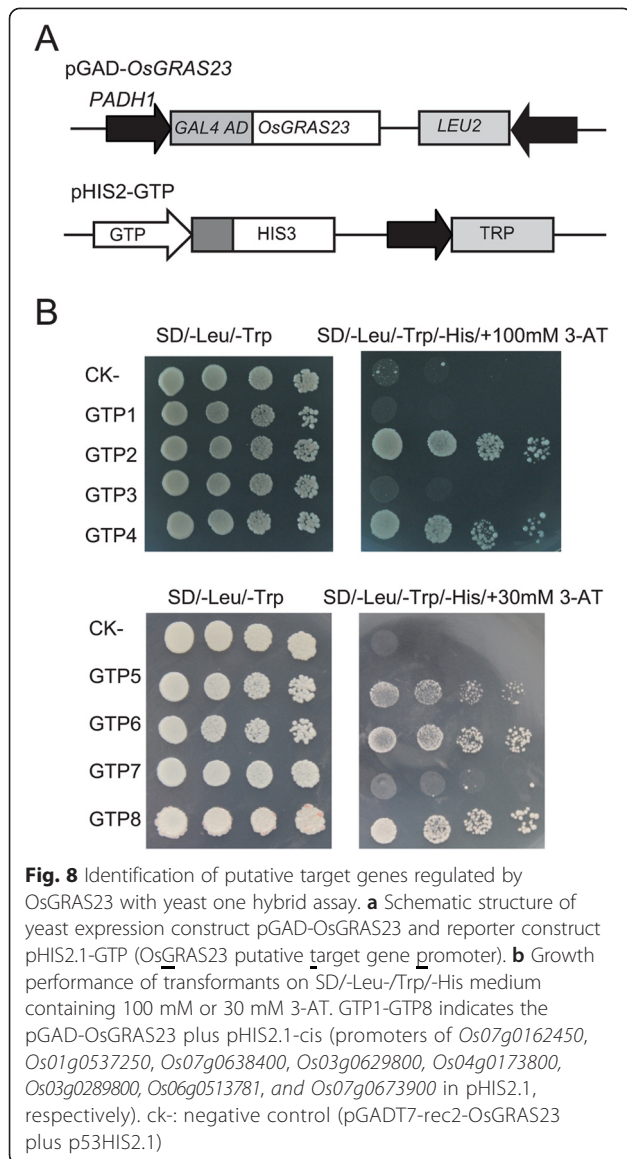 A
pGAD-OsGRAS23
PADH1
GAL4 AD OsGRAS23 LEU2
pHIS2-GTP
GTP HIS3 TRP
B
SD/-Leu/-Trp SD/-Leu/-Trp/-His/+100mM 3-AT
CK-
GTP1
GTP2
GTP3
GTP4
SD/-Leu/-Trp SD/-Leu/-Trp/-His/+30mM 3-AT
CK-
GTP5
GTP6
GTP7
GTP8
Fig. 8 Identification of putative target genes regulated by
OsGRAS23 with yeast one hybrid assay. a Schematic structure of
yeast expression construct pGAD-OsGRAS23 and reporter construct
pHIS2.1-GTP (OsGRAS23 putative target gene promoter). b Growth
performance of transformants on SD/-Leu-/Trp/-His medium
containing 100 mM or 30 mM 3-AT. GTP1-GTP8 indicates the
pGAD-OsGRAS23 plus pHIS2.1-cis (promoters of Os07g0162450,
Os01g0537250, Os07g0638400, Os03g0629800, Os04g0173800,
Os03g0289800, Os06g0513781, and Os07g0673900 in pHIS2.1,
respectively). ck-: negative control (pGADT7-rec2-OsGRAS23
plus p53HIS2.1)